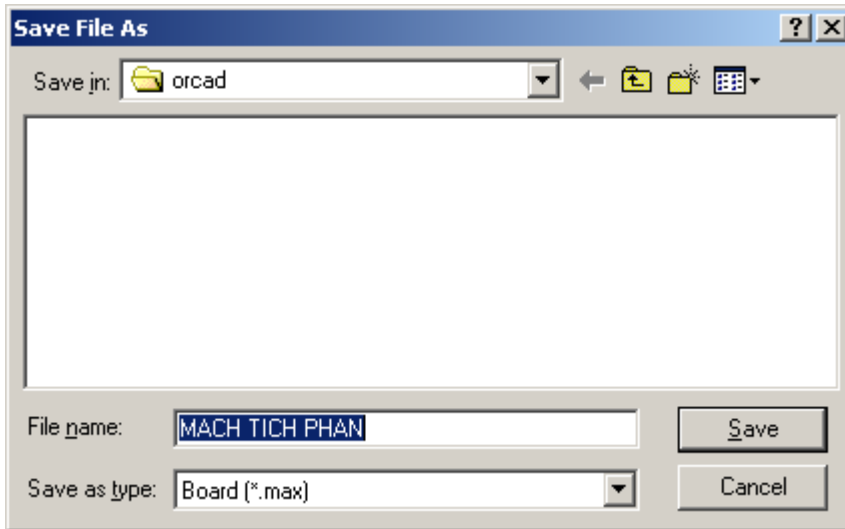 Save File As
Save in: orcad
File name: MACH TICH PHAN Save
Save as type: Board (*.max) Cancel